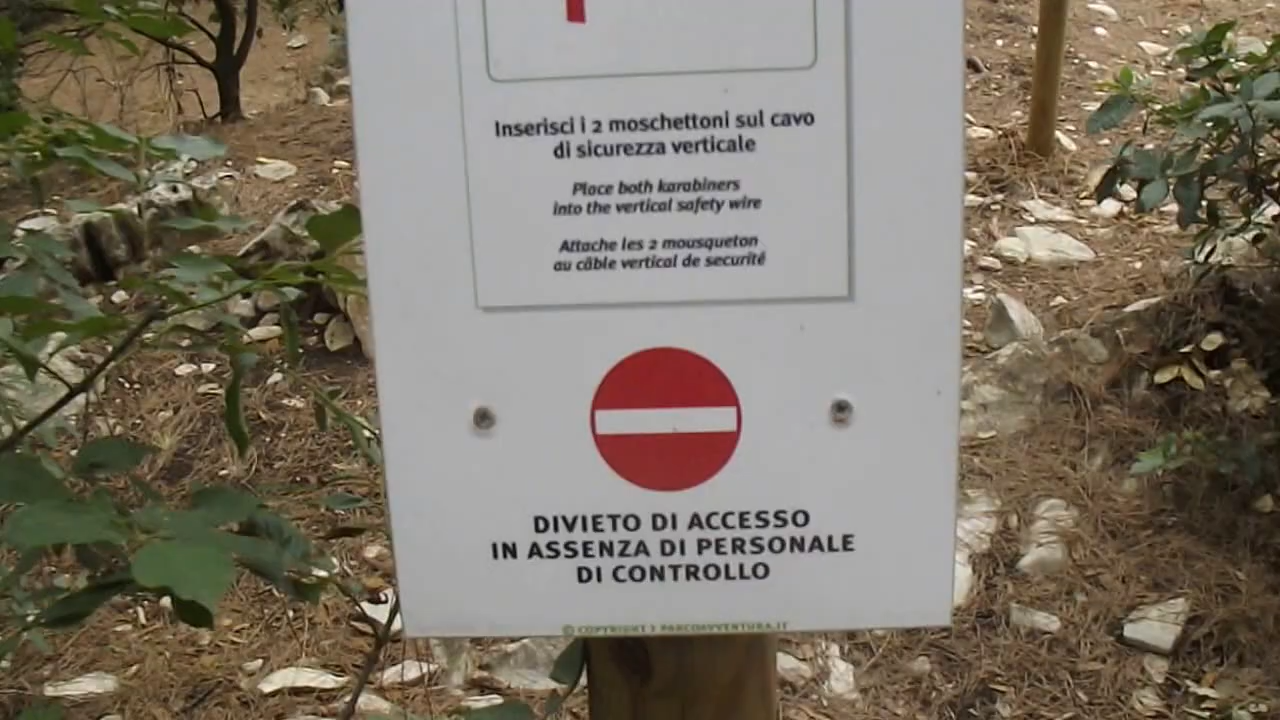 Inserisci i 2 moschettoni sul cavo
di sicurezza verticale
Place both karabiners
into the vertical safety wire
Attache les 2 mousqueton
au câble vertical de securité
DIVIETO DI ACCESSO
IN ASSENZA DI PERSONALE
DI CONTROLLO
© COPYRIGHT PARCOAVVENTURA.IT